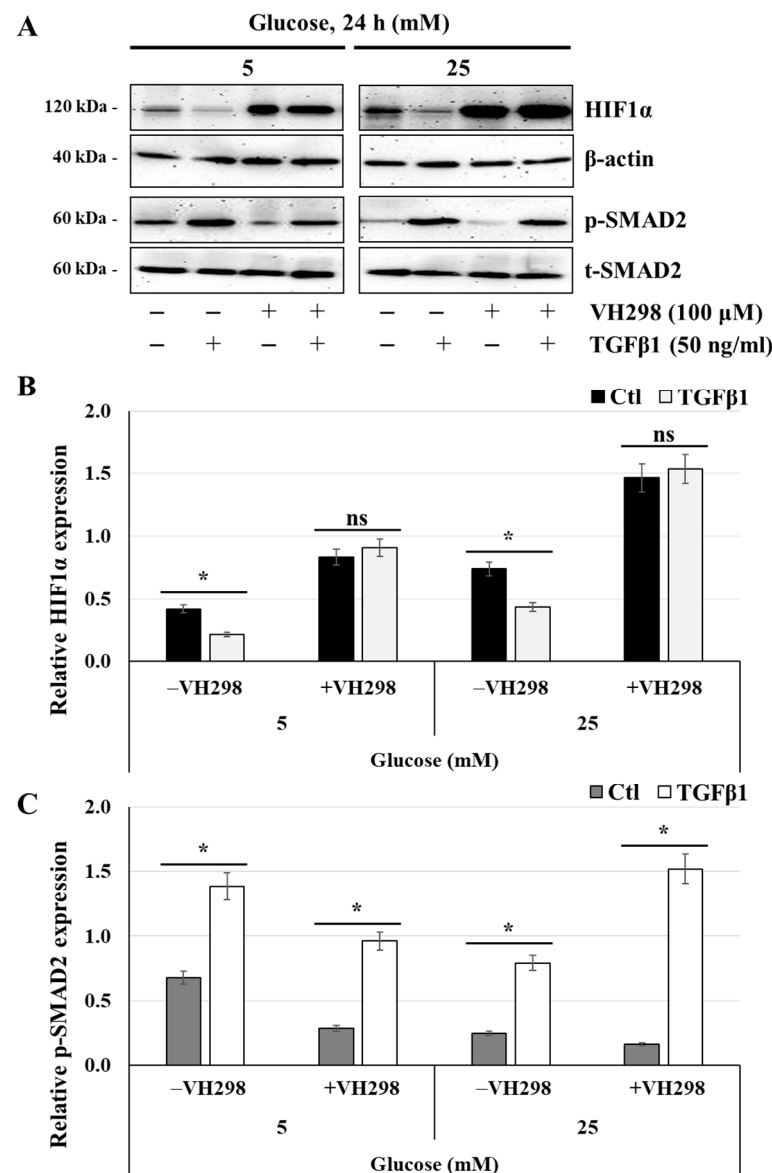 A
Glucose, 24 h (mM)
5 25
120 kDa - HIF1α
40 kDa - β-actin
60 kDa - p-SMAD2
60 kDa - t-SMAD2
– – + + – – + + VH298 (100 µM)
– + – + – + – + TGFβ1 (50 ng/ml)
B
Ctl TGFβ1
Relative HIF1α expression
2.0
1.5
1.0
0.5
0.0
* ns * ns
–VH298 +VH298 –VH298 +VH298
5 25
Glucose (mM)
C
Ctl TGFβ1
Relative p-SMAD2 expression
2.0
1.5
1.0
0.5
0.0
* * * *
–VH298 +VH298 –VH298 +VH298
5 25
Glucose (mM)